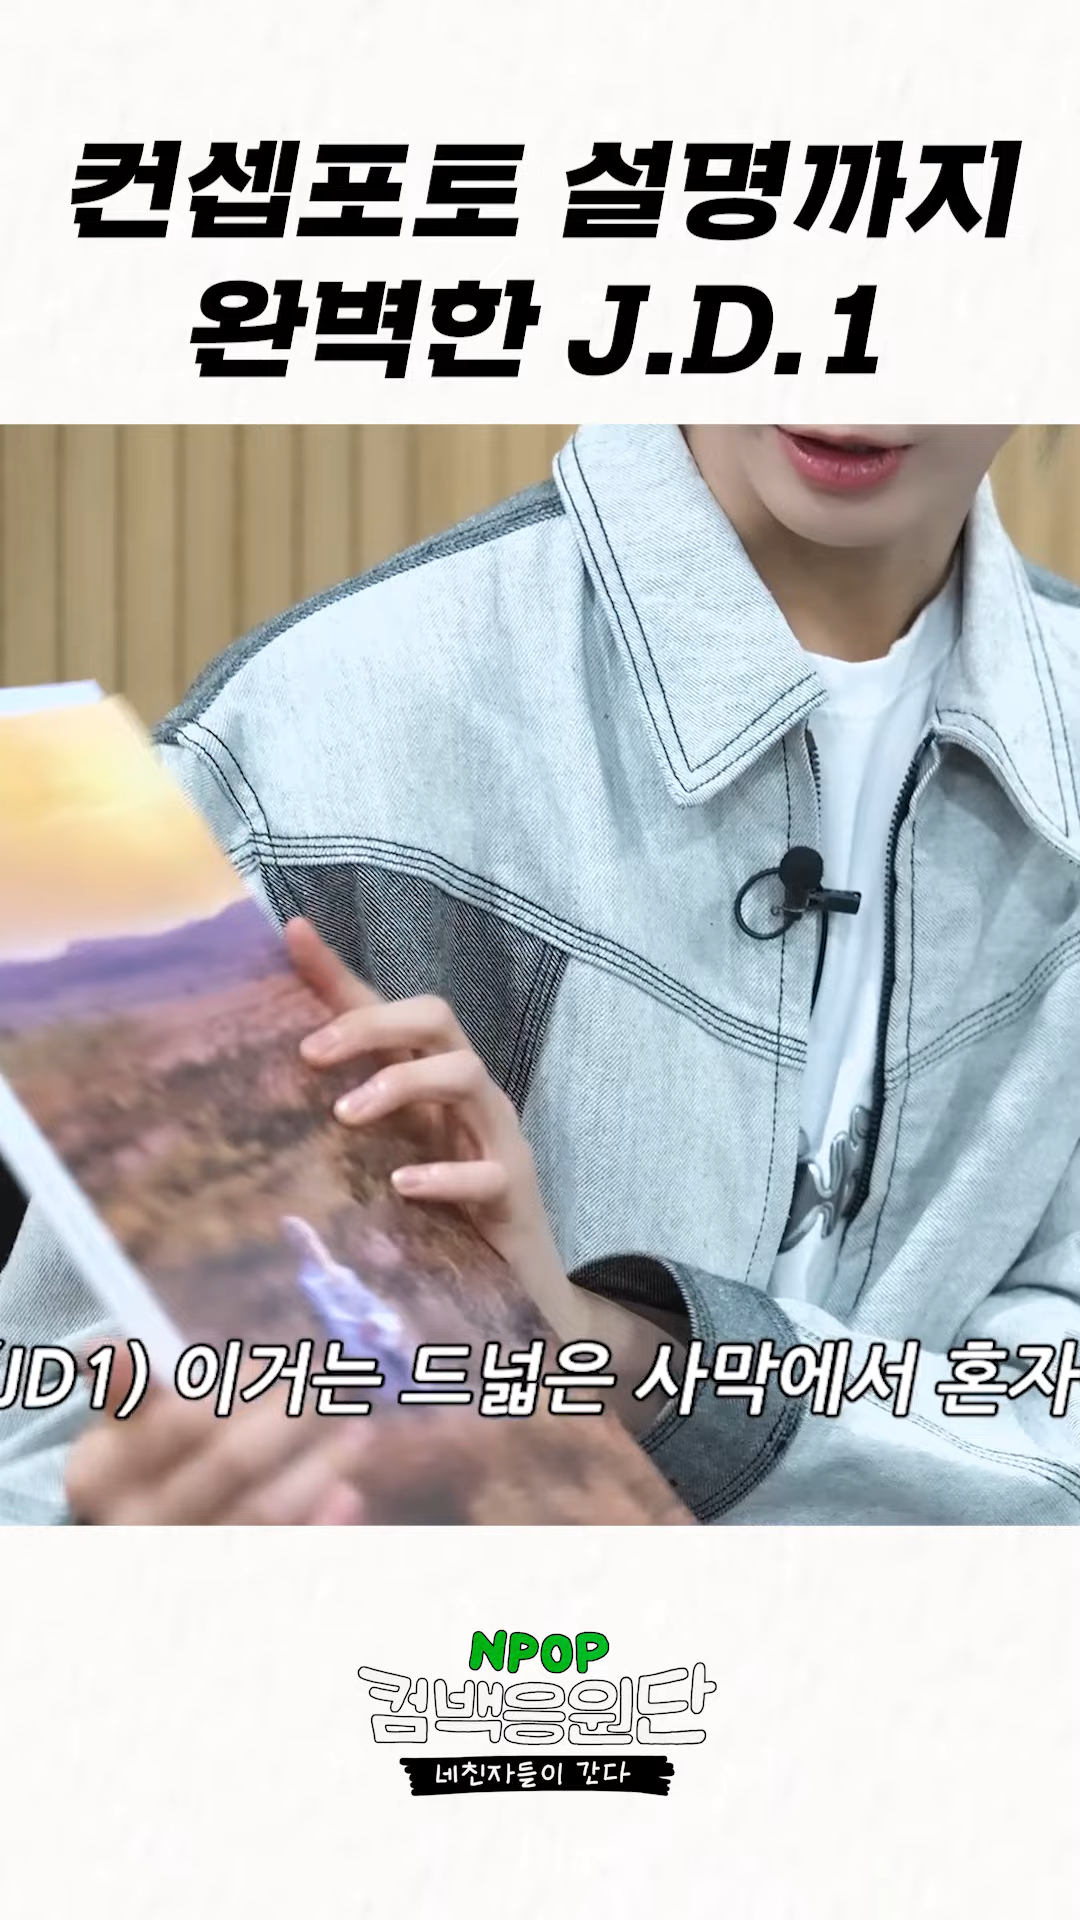 컨셉포토 설명까지
완벽한 J.D.1
(JD1) 이거는 드넓은 사막에서 혼자
NPOP
컴백응원단
네친자들이 간다